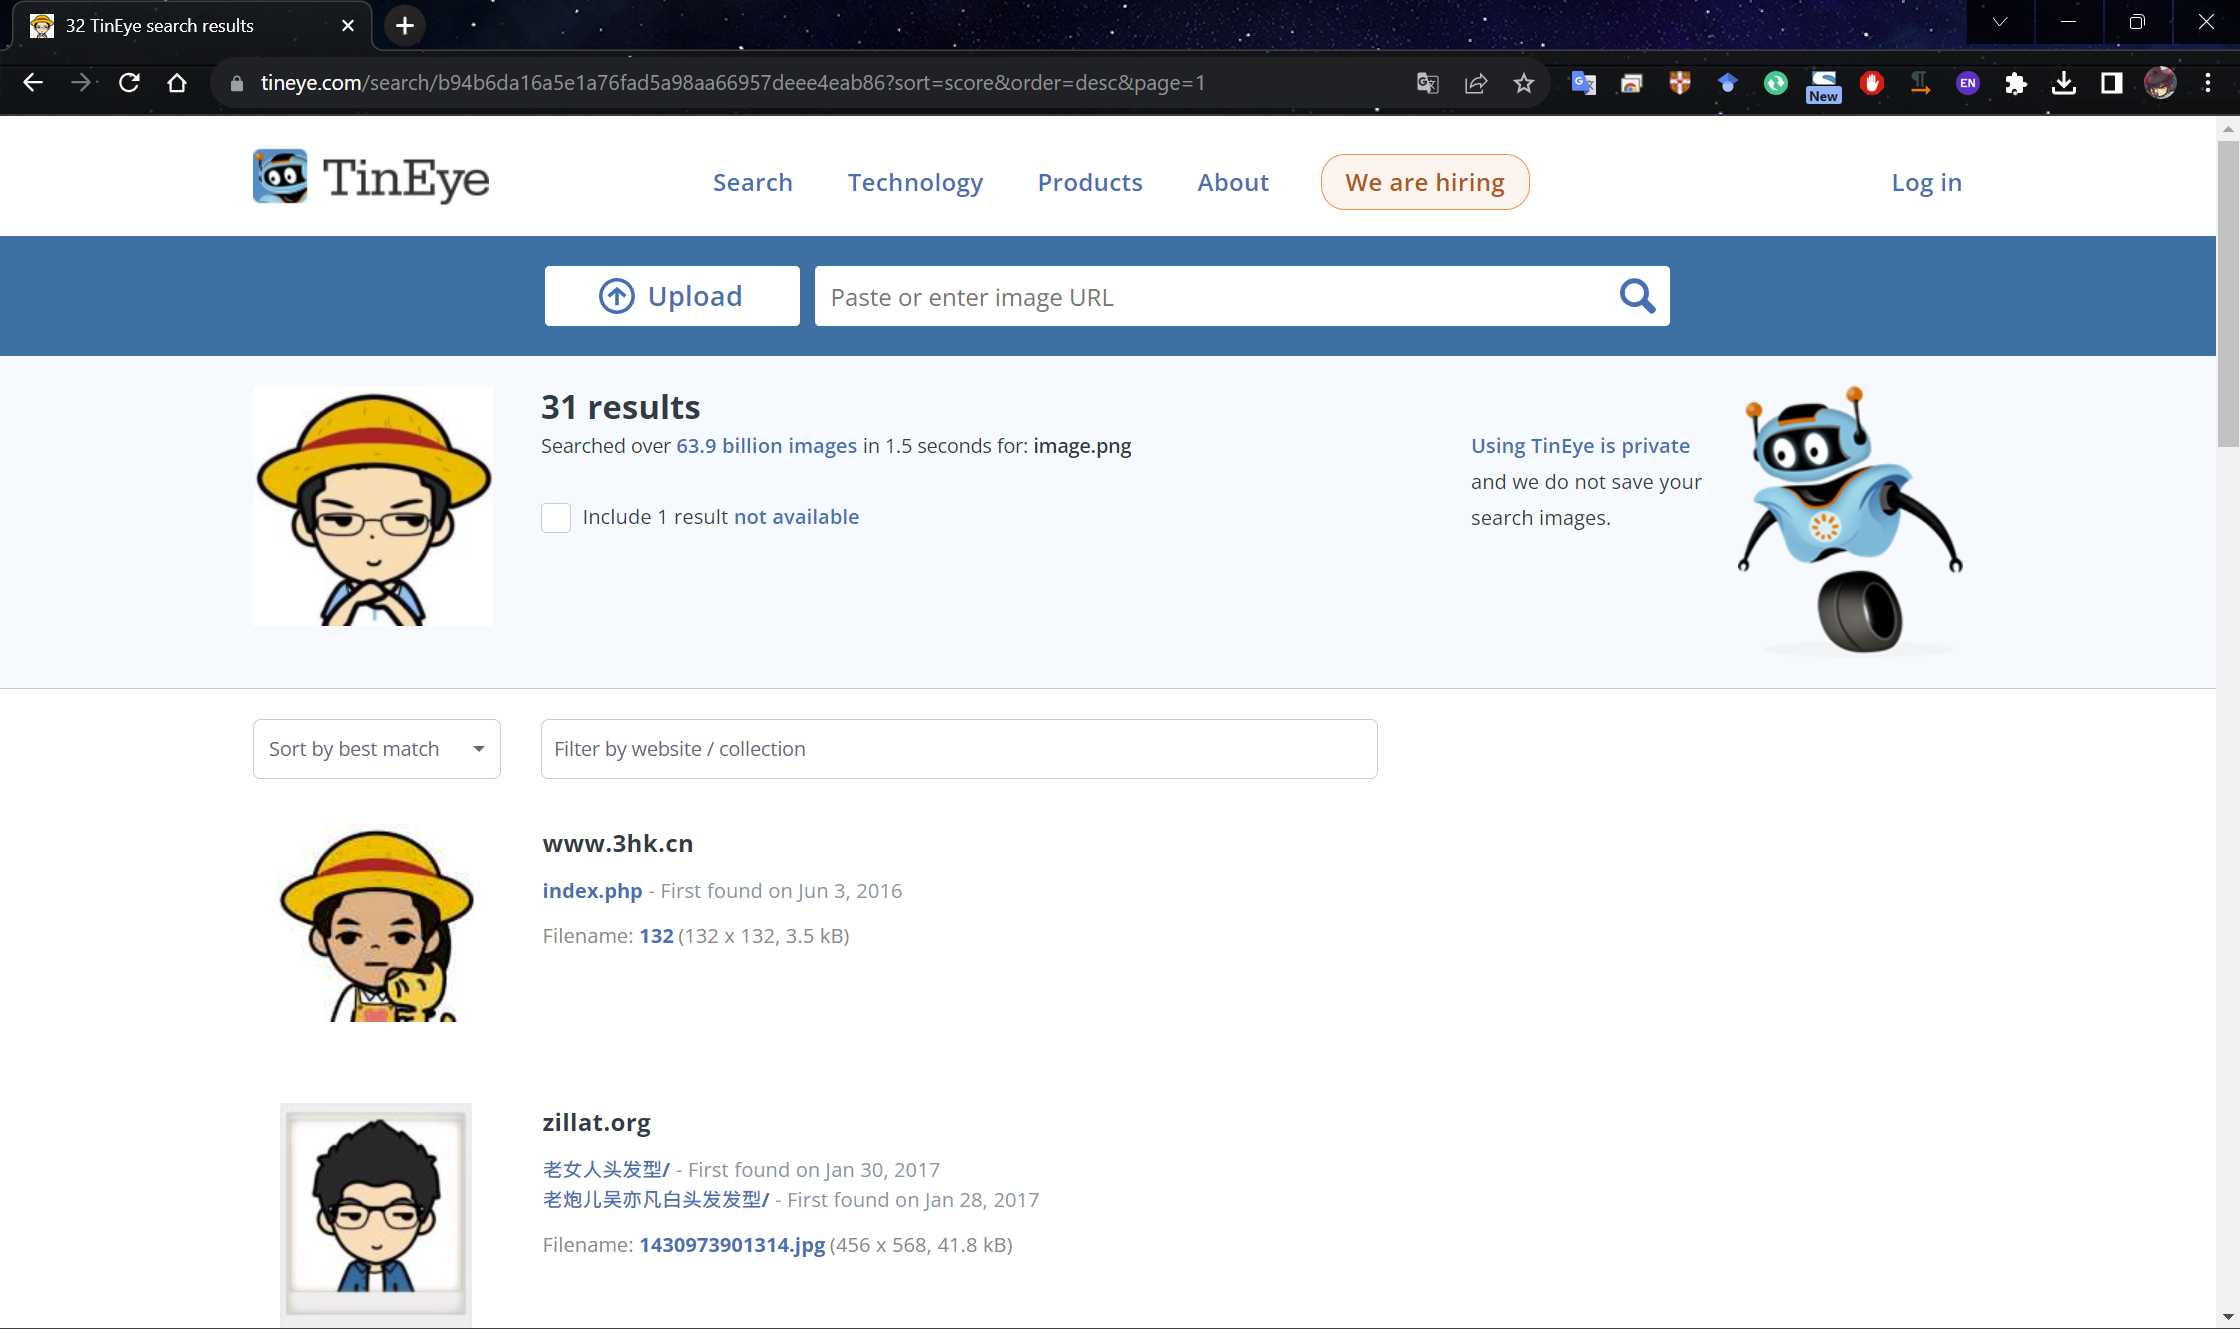 32 TinEye search results
tineye.com/search/b94b6da16a5e1a76fad5a98aa66957deee4eab86?sort=score&order=desc&page=1
New
EN
TinEye
Search
Technology
Products
About
We are hiring
Log in
Upload
Paste or enter image URL
31 results
Searched over 63.9 billion images in 1.5 seconds for: image.png
Include 1 result not available
Using TinEye is private
and we do not save your
search images.
Sort by best match
Filter by website / collection
www.3hk.cn
index.php - First found on Jun 3, 2016
Filename: 132 (132 x 132, 3.5 kB)
zillat.org
老女人头发型/ - First found on Jan 30, 2017
老炮儿吴亦凡白头发发型/ - First found on Jan 28, 2017
Filename: 1430973901314.jpg (456 x 568, 41.8 kB)